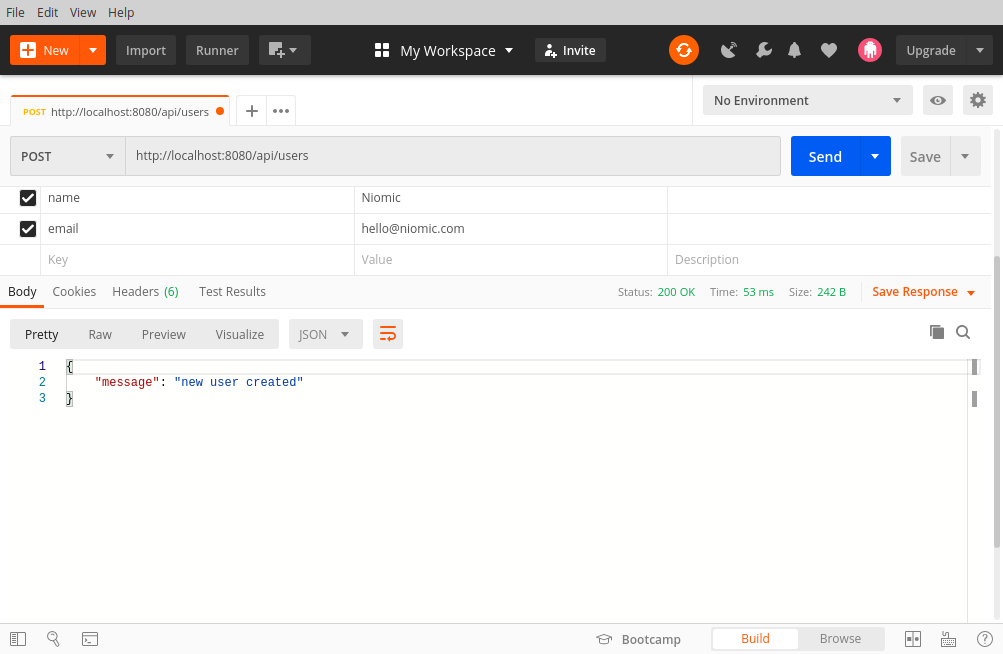 File Edit View Help
New Import Runner My Workspace Invite Upgrade
POST http://localhost:8080/api/users No Environment
POST http://localhost:8080/api/users Send Save
name Niomic
email hello@niomic.com
Key Value Description
Body Cookies Headers (6) Test Results Status: 200 OK Time: 53 ms Size: 242 B Save Response
Pretty Raw Preview Visualize JSON
1 {
2 "message": "new user created"
3 }
Bootcamp Build Browse